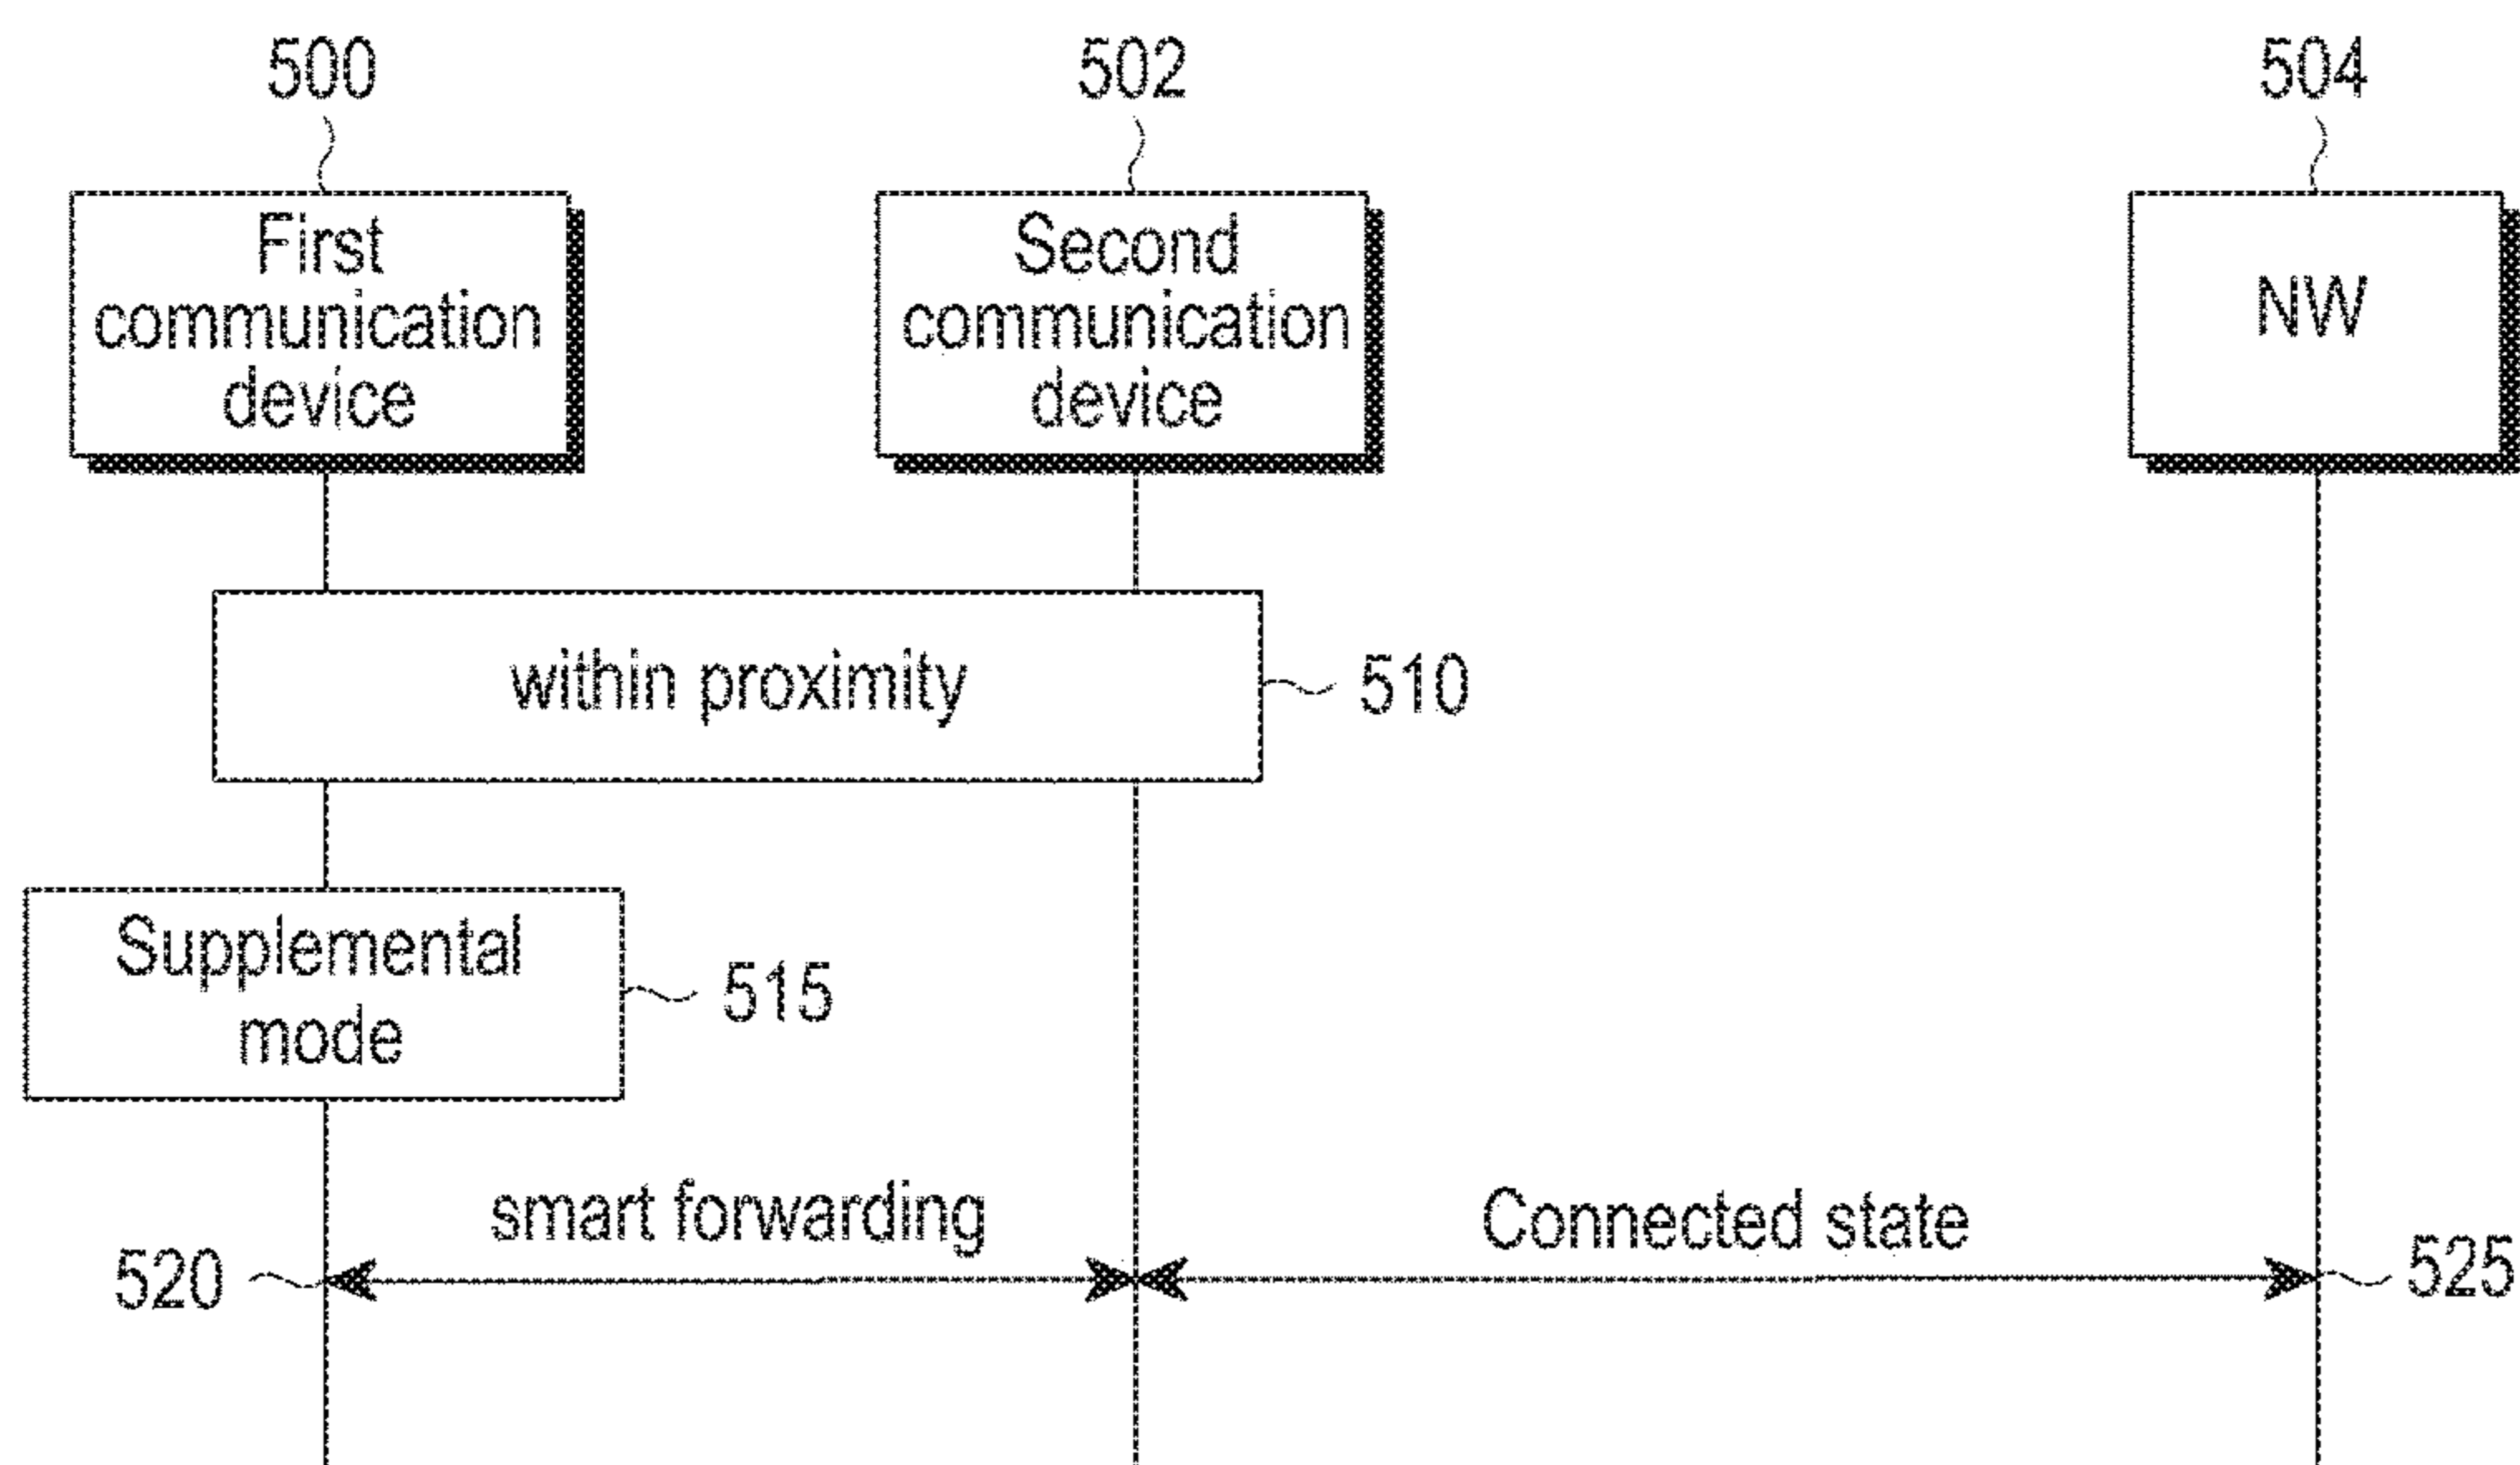 500
502
504
First
communication
device
Second
communication
device
NW
within proximity
510
Supplemental
mode
515
smart forwarding
Connected state
520
525